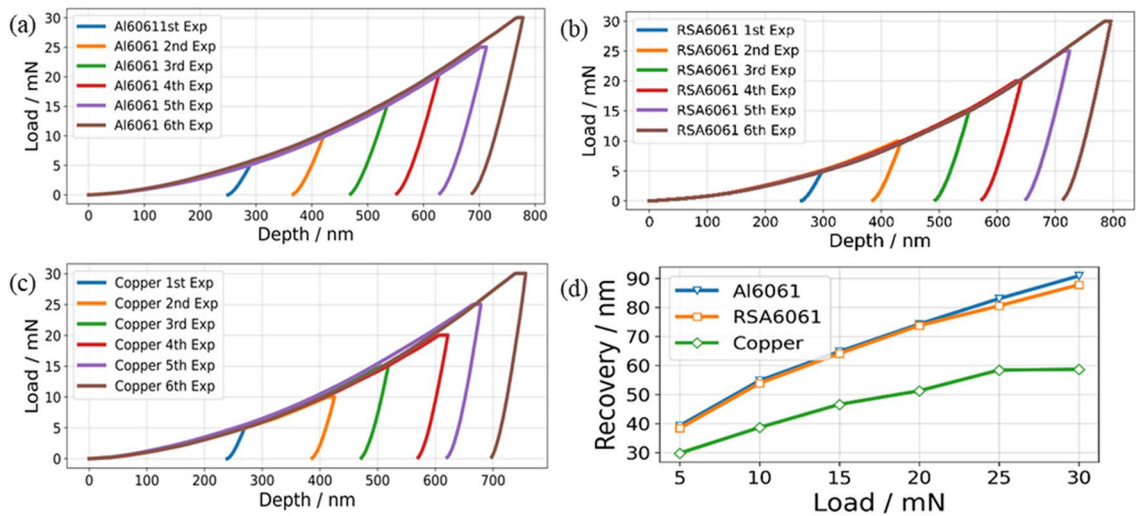 (a)
Al60611st Exp
Al6061 2nd Exp
Al6061 3rd Exp
Al6061 4th Exp
Al6061 5th Exp
Al6061 6th Exp
Load / mN
30
25
20
15
10
5
0
0 100 200 300 400 500 600 700 800
Depth / nm
(b)
RSA6061 1st Exp
RSA6061 2nd Exp
RSA6061 3rd Exp
RSA6061 4th Exp
RSA6061 5th Exp
RSA6061 6th Exp
Load / mN
30
25
20
15
10
5
0
0 100 200 300 400 500 600 700 800
Depth / nm
(c)
Copper 1st Exp
Copper 2nd Exp
Copper 3rd Exp
Copper 4th Exp
Copper 5th Exp
Copper 6th Exp
Load / mN
30
25
20
15
10
5
0
0 100 200 300 400 500 600 700
Depth / nm
(d)
Al6061
RSA6061
Copper
Recovery / nm
90
80
70
60
50
40
30
5 10 15 20 25 30
Load / mN